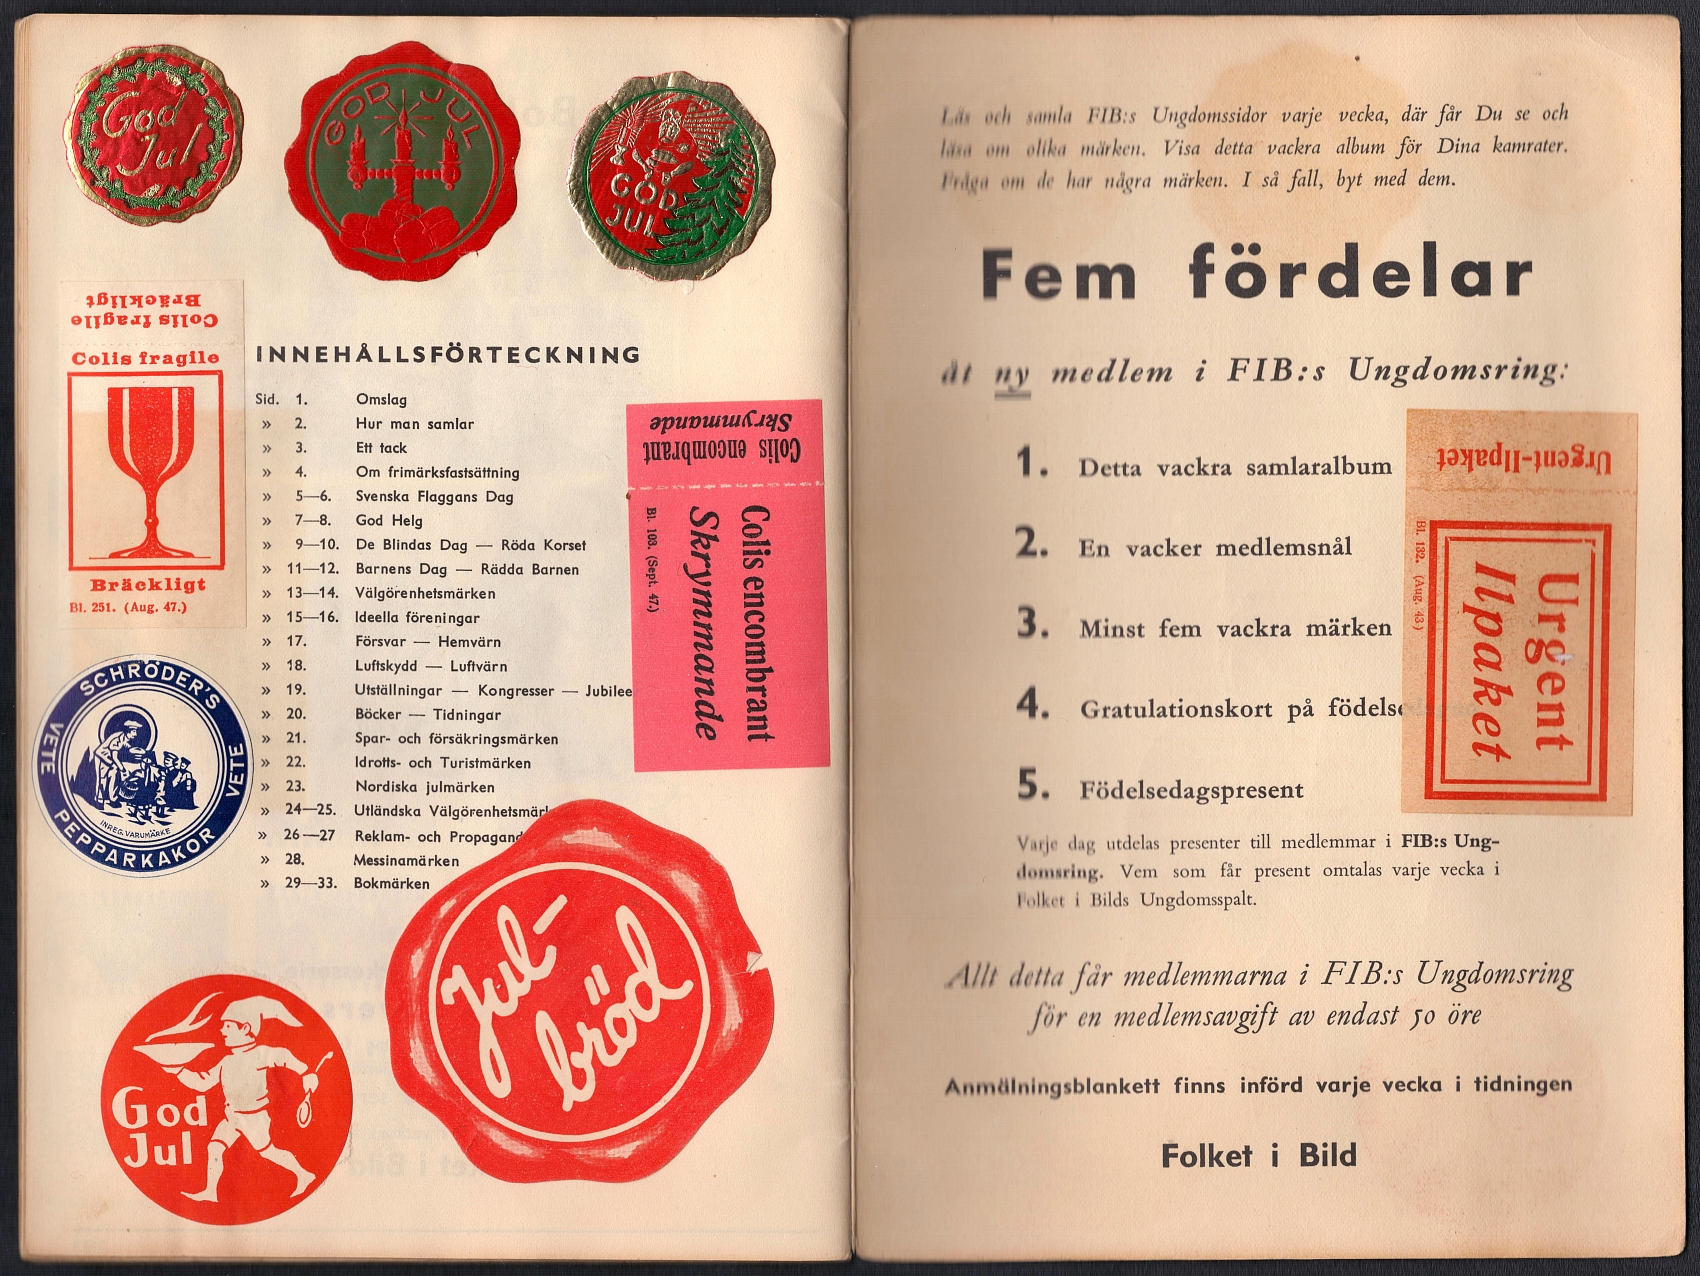 God
Jul
GOD JUL
GOD
JUL
Bräckligt
Colis fragile
Colis fragile
Bräckligt
Bl. 251. (Aug. 47.)
INNEHÅLLSFÖRTECKNING
Sid. 1. Omslag
» 2. Hur man samlar
» 3. Ett tack
» 4. Om frimärksfastsättning
» 5—6. Svenska Flaggans Dag
» 7—8. God Helg
» 9—10. De Blindas Dag — Röda Korset
» 11—12. Barnens Dag — Rädda Barnen
» 13—14. Välgörenhetsmärken
» 15—16. Ideella föreningar
» 17. Försvar — Hemvärn
» 18. Luftskydd — Luftvärn
» 19. Utställningar — Kongresser — Jubilee
» 20. Böcker — Tidningar
» 21. Spar- och försäkringsmärken
» 22. Idrotts- och Turistmärken
» 23. Nordiska julmärken
» 24—25. Utländska Välgörenhetsmärk
» 26—27 Reklam- och Propagand
» 28. Messinamärken
» 29—33. Bokmärken
Skrymmande
Colis encombrant
Colis encombrant
Skrymmande
Bl. 103. (Sept. 47.)
SCHRÖDER'S
VETE VETE
INREG. VARUMÄRKE
PEPPARKAKOR
God
Jul
Jul-
bröd
Läs och samla FIB:s Ungdomssidor varje vecka, där får Du se och
läsa om olika märken. Visa detta vackra album för Dina kamrater.
Fråga om de har några märken. I så fall, byt med dem.
Fem fördelar
åt ny medlem i FIB:s Ungdomsring:
1. Detta vackra samlaralbum
2. En vacker medlemsnål
3. Minst fem vackra märken
4. Gratulationskort på födelse
5. Födelsedagspresent
Varje dag utdelas presenter till medlemmar i FIB:s Ung-
domsring. Vem som får present omtalas varje vecka i
Folket i Bilds Ungdomsspalt.
Urgent-Ilpaket
Urgent
Ilpaket
Bl. 132. (Aug. 43.)
Allt detta får medlemmarna i FIB:s Ungdomsring
för en medlemsavgift av endast 50 öre
Anmälningsblankett finns införd varje vecka i tidningen
Folket i Bild